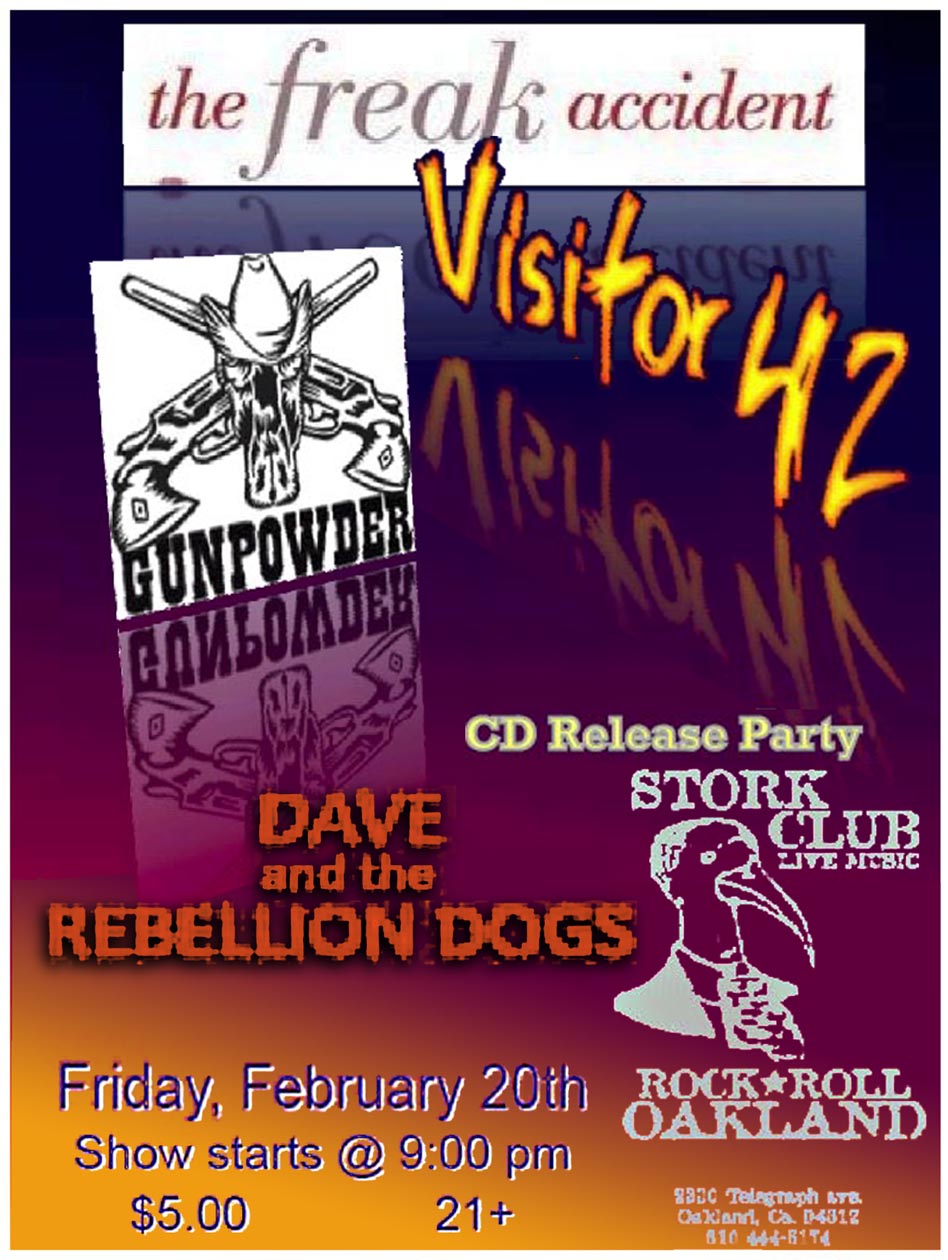 the freak accident
Visitor 42
GUNPOWDER
CD Release Party
STORK
CLUB
LIVE MUSIC
DAVE
and the
REBELLION DOGS
ROCK★ROLL
OAKLAND
Friday, February 20th
Show starts @ 9:00 pm
$5.00 21+
Telegraph ave.
Oakland, Ca. 94612